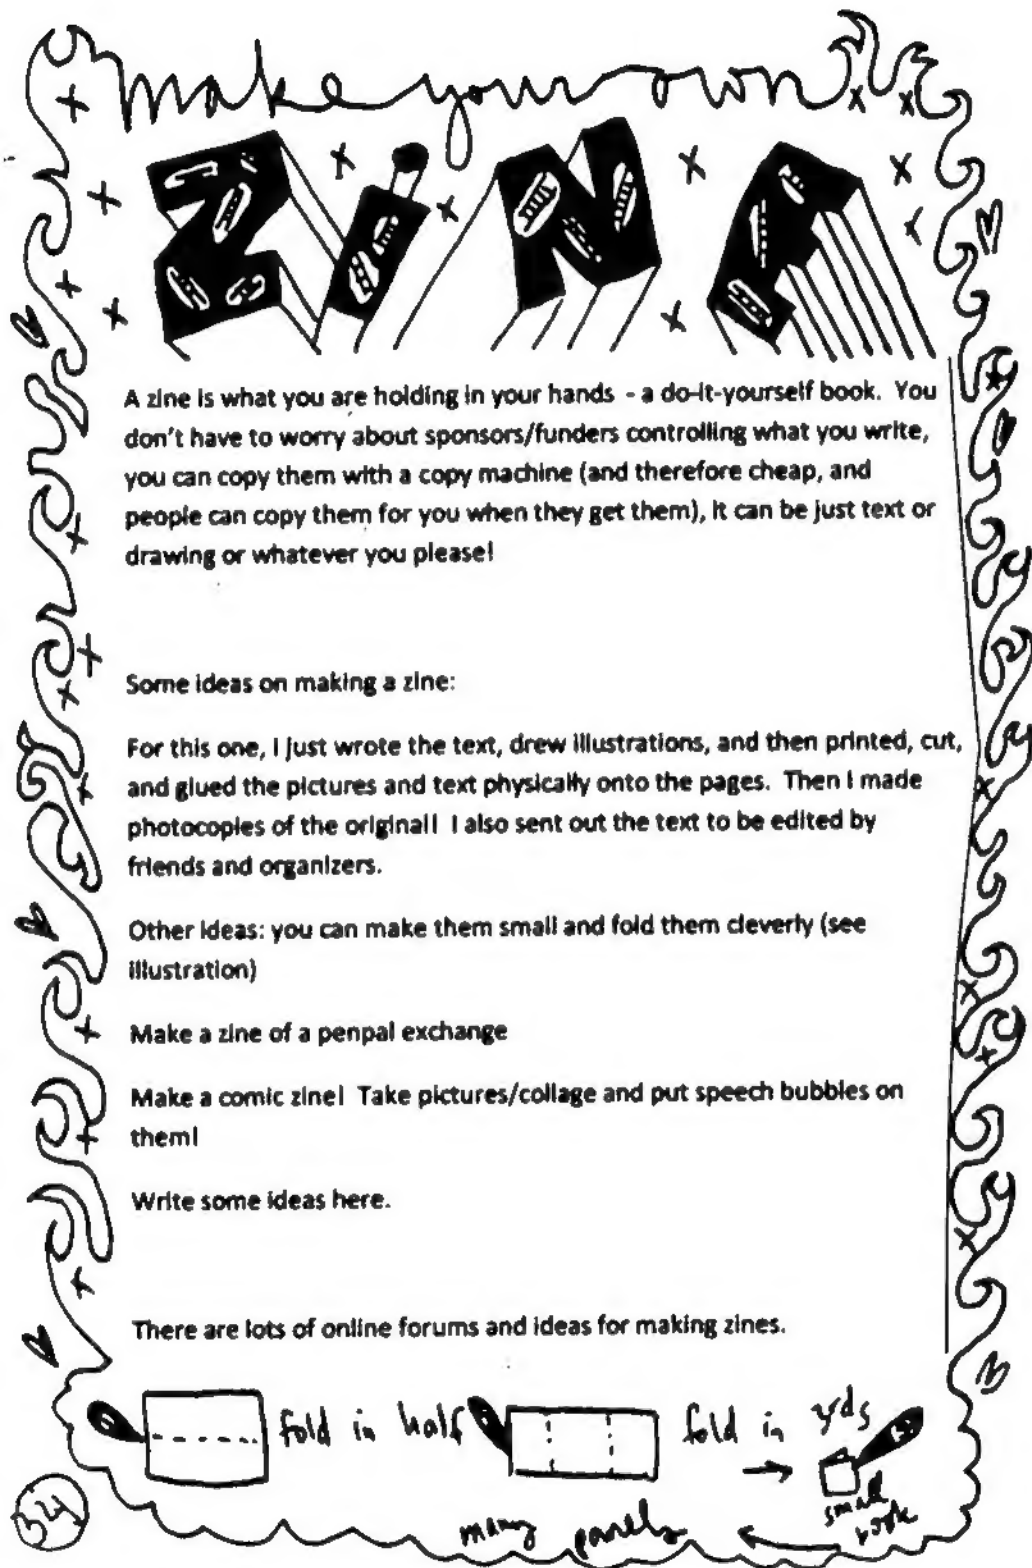 make your own
ZiNE
A zine is what you are holding in your hands - a do-it-yourself book. You
don't have to worry about sponsors/funders controlling what you write,
you can copy them with a copy machine (and therefore cheap, and
people can copy them for you when they get them), it can be just text or
drawing or whatever you please!
Some ideas on making a zine:
For this one, I just wrote the text, drew illustrations, and then printed, cut,
and glued the pictures and text physically onto the pages. Then I made
photocopies of the original! I also sent out the text to be edited by
friends and organizers.
Other ideas: you can make them small and fold them cleverly (see
illustration)
Make a zine of a penpal exchange
Make a comic zine! Take pictures/collage and put speech bubbles on
them!
Write some ideas here.
There are lots of online forums and ideas for making zines.
fold in half
fold in 3rds
small
book
many panels
34